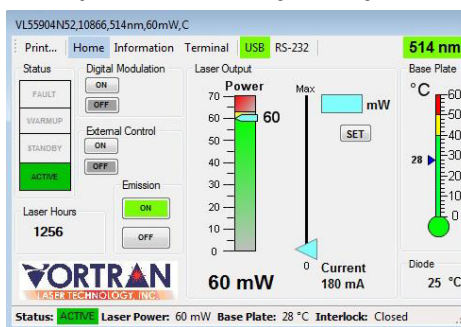 VL55904N52,10866,514nm,60mW,C
Print... Home Information Terminal USB RS-232 514 nm
Status
FAULT
WARMUP
STANDBY
ACTIVE
Digital Modulation
ON
OFF
External Control
ON
OFF
Emission
ON
OFF
Laser Hours
1256
VORTRAN
LASER TECHNOLOGY, INC.
Laser Output
Power
70
60
50
40
30
20
10
0
60
60 mW
Max
0
mW
SET
Current
180 mA
Base Plate
°C
60
50
40
30
20
10
0
28
Diode
25 °C
Status: ACTIVE Laser Power: 60 mW Base Plate: 28 °C Interlock: Closed